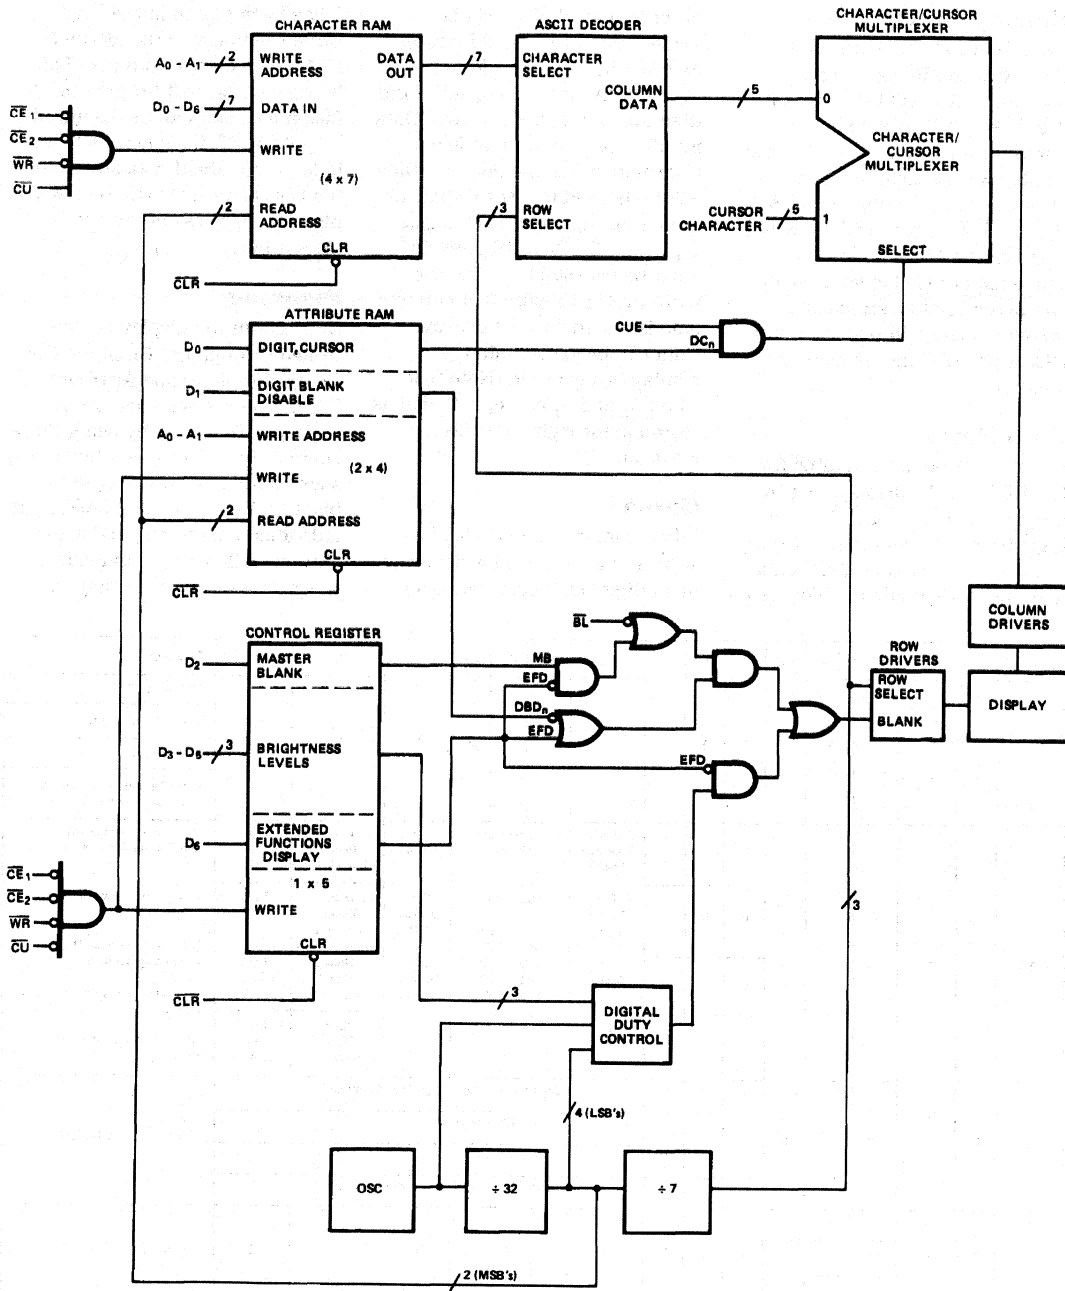 CHARACTER RAM
A0 - A1
2
WRITE
ADDRESS
DATA
OUT
7
D0 - D6
7
DATA IN
CE1
CE2
WR
CU
WRITE
(4 x 7)
2
READ
ADDRESS
CLR
CLR
ASCII DECODER
CHARACTER
SELECT
COLUMN
DATA
5
3
ROW
SELECT
CHARACTER/CURSOR
MULTIPLEXER
0
CHARACTER/
CURSOR
MULTIPLEXER
CURSOR
CHARACTER
5
1
SELECT
ATTRIBUTE RAM
D0
DIGIT, CURSOR
CUE
DCn
D1
DIGIT BLANK
DISABLE
A0 - A1
WRITE ADDRESS
(2 x 4)
WRITE
2
READ ADDRESS
CLR
CLR
CONTROL REGISTER
D2
MASTER
BLANK
D3 - D5
3
BRIGHTNESS
LEVELS
D6
EXTENDED
FUNCTIONS
DISPLAY
1 x 5
CE1
CE2
WR
CU
WRITE
CLR
CLR
BL
MB
EFD
DBDn
EFD
EFD
ROW
DRIVERS
ROW
SELECT
BLANK
COLUMN
DRIVERS
DISPLAY
3
3
DIGITAL
DUTY
CONTROL
4 (LSB's)
OSC
÷ 32
÷ 7
2 (MSB's)